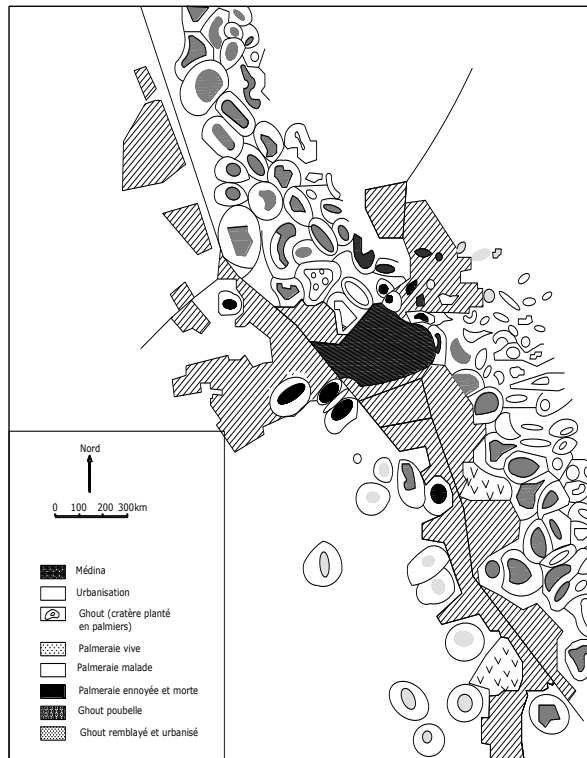 Nord
0 100 200 300km
Médina
Urbanisation
Ghout (cratère planté
en palmiers)
Palmeraie vive
Palmeraie malade
Palmeraie ennoyée et morte
Ghout poubelle
Ghout remblayé et urbanisé